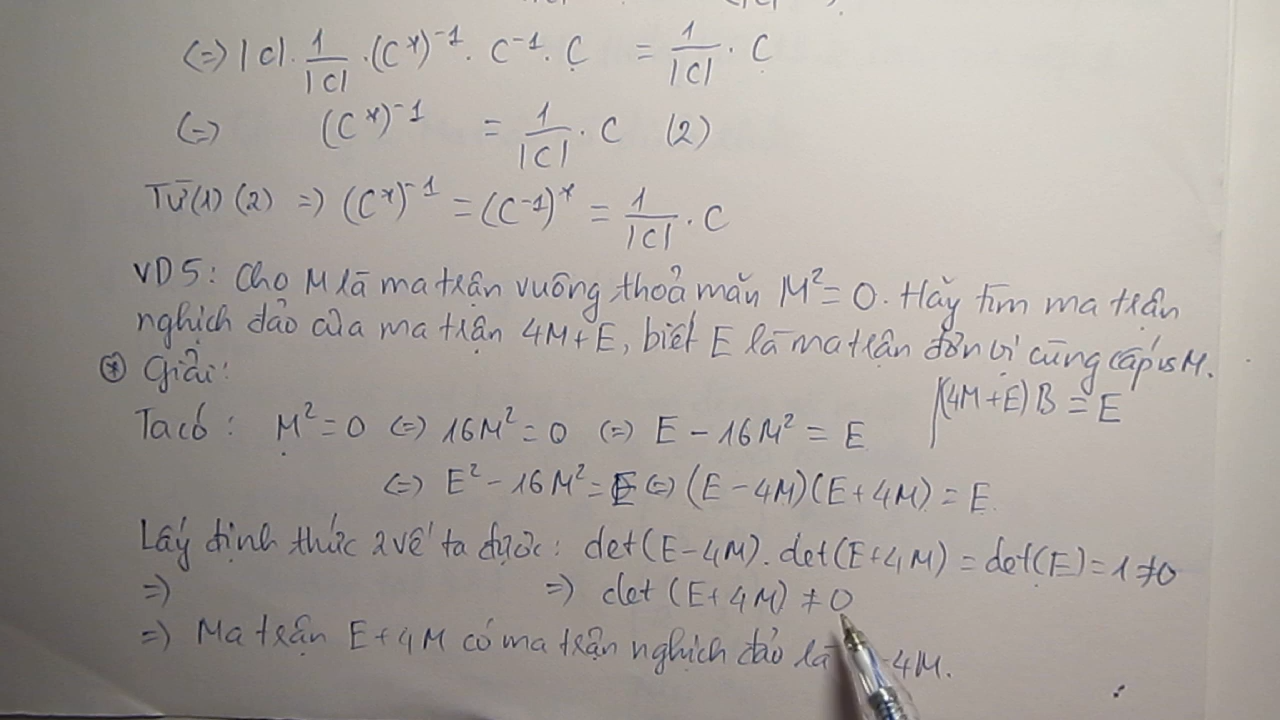 (=) |C|. 1/|C| .(C*)⁻¹. C⁻¹. C = 1/|C| . C
(=) (C*)⁻¹ = 1/|C| . C (2)
Từ (1) (2) =) (C*)⁻¹ = (C⁻¹)* = 1/|C| . C
VD5: Cho M là ma trận vuông thoả mãn M² = 0. Hãy tìm ma trận
nghịch đảo của ma trận 4M+E, biết E là ma trận đơn vị cùng cấp vs M.
* Giải:
(4M+E)B = E
Ta có : M² = 0 (=) 16M² = 0 (=) E - 16M² = E
(=) E² - 16M² = E (=) (E - 4M)(E + 4M) = E
Lấy định thức 2 vế ta được: det(E-4M). det(E+4M) = det(E) = 1 ≠ 0
=) =) det (E+4M) ≠ 0
=) Ma trận E+4M có ma trận nghịch đảo là -4M.